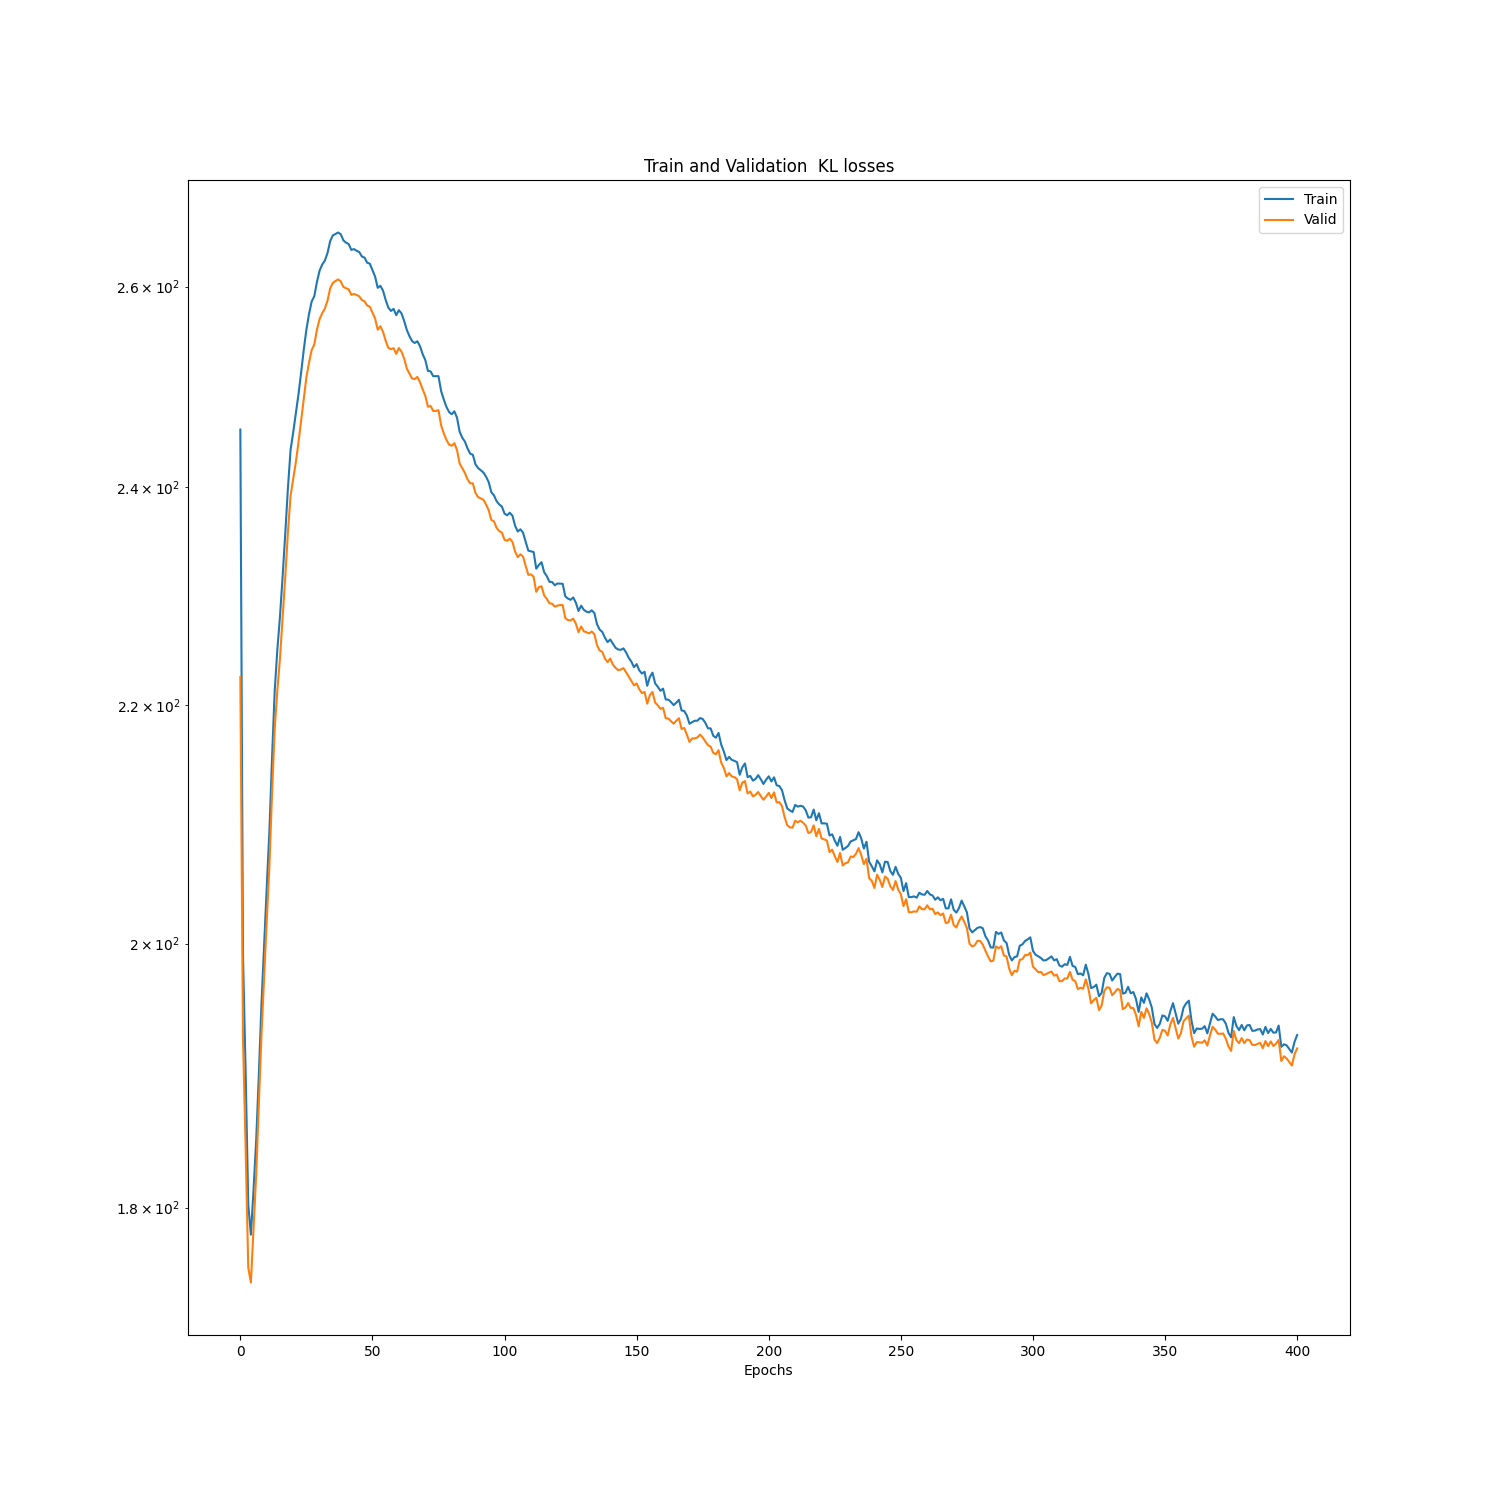 Train and Validation  KL losses
Train
Valid
2.6 × 10²
2.4 × 10²
2.2 × 10²
2 × 10²
1.8 × 10²
0 50 100 150 200 250 300 350 400
Epochs